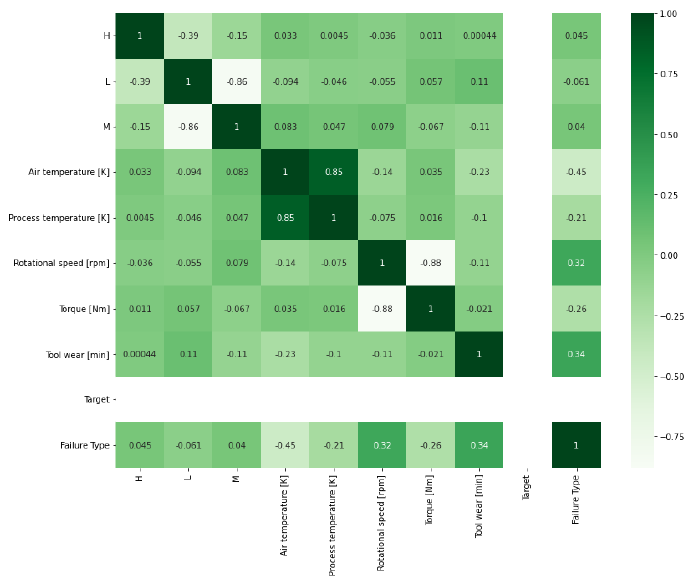 H 1 -0.39 -0.15 0.033 0.0045 -0.036 0.011 0.00044 0.045
L -0.39 1 -0.86 -0.094 -0.046 -0.055 0.057 0.11 -0.061
M -0.15 -0.86 1 0.083 0.047 0.079 -0.067 -0.11 0.04
Air temperature [K] 0.033 -0.094 0.083 1 0.85 -0.14 0.035 -0.23 -0.45
Process temperature [K] 0.0045 -0.046 0.047 0.85 1 -0.075 0.016 -0.1 -0.21
Rotational speed [rpm] -0.036 -0.055 0.079 -0.14 -0.075 1 -0.88 -0.11 0.32
Torque [Nm] 0.011 0.057 -0.067 0.035 0.016 -0.88 1 -0.021 -0.26
Tool wear [min] 0.00044 0.11 -0.11 -0.23 -0.1 -0.11 -0.021 1 0.34
Target
Failure Type 0.045 -0.061 0.04 -0.45 -0.21 0.32 -0.26 0.34 1
H
L
M
Air temperature [K]
Process temperature [K]
Rotational speed [rpm]
Torque [Nm]
Tool wear [min]
Target
Failure Type
1.00
0.75
0.50
0.25
0.00
−0.25
−0.50
−0.75